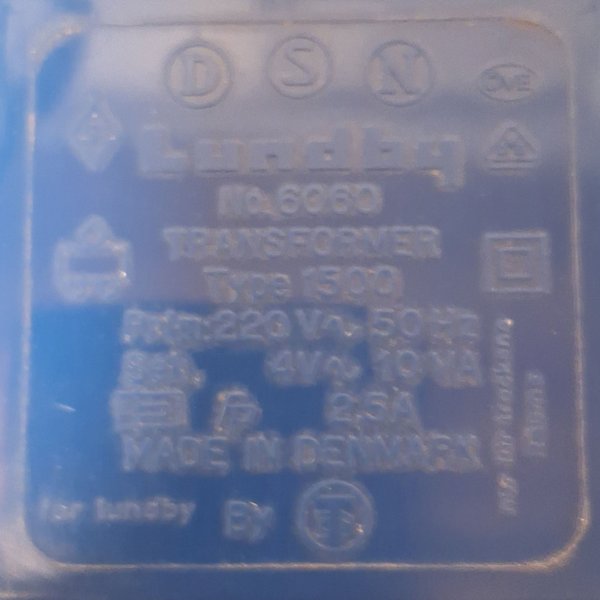 D S N OVE
Lundby
No. 6060
TRANSFORMER
Type 1500
Prim: 220 V~ 50 Hz
Sek. 4V~ 10 VA
2.5A
MADE IN DENMARK
for lundby By